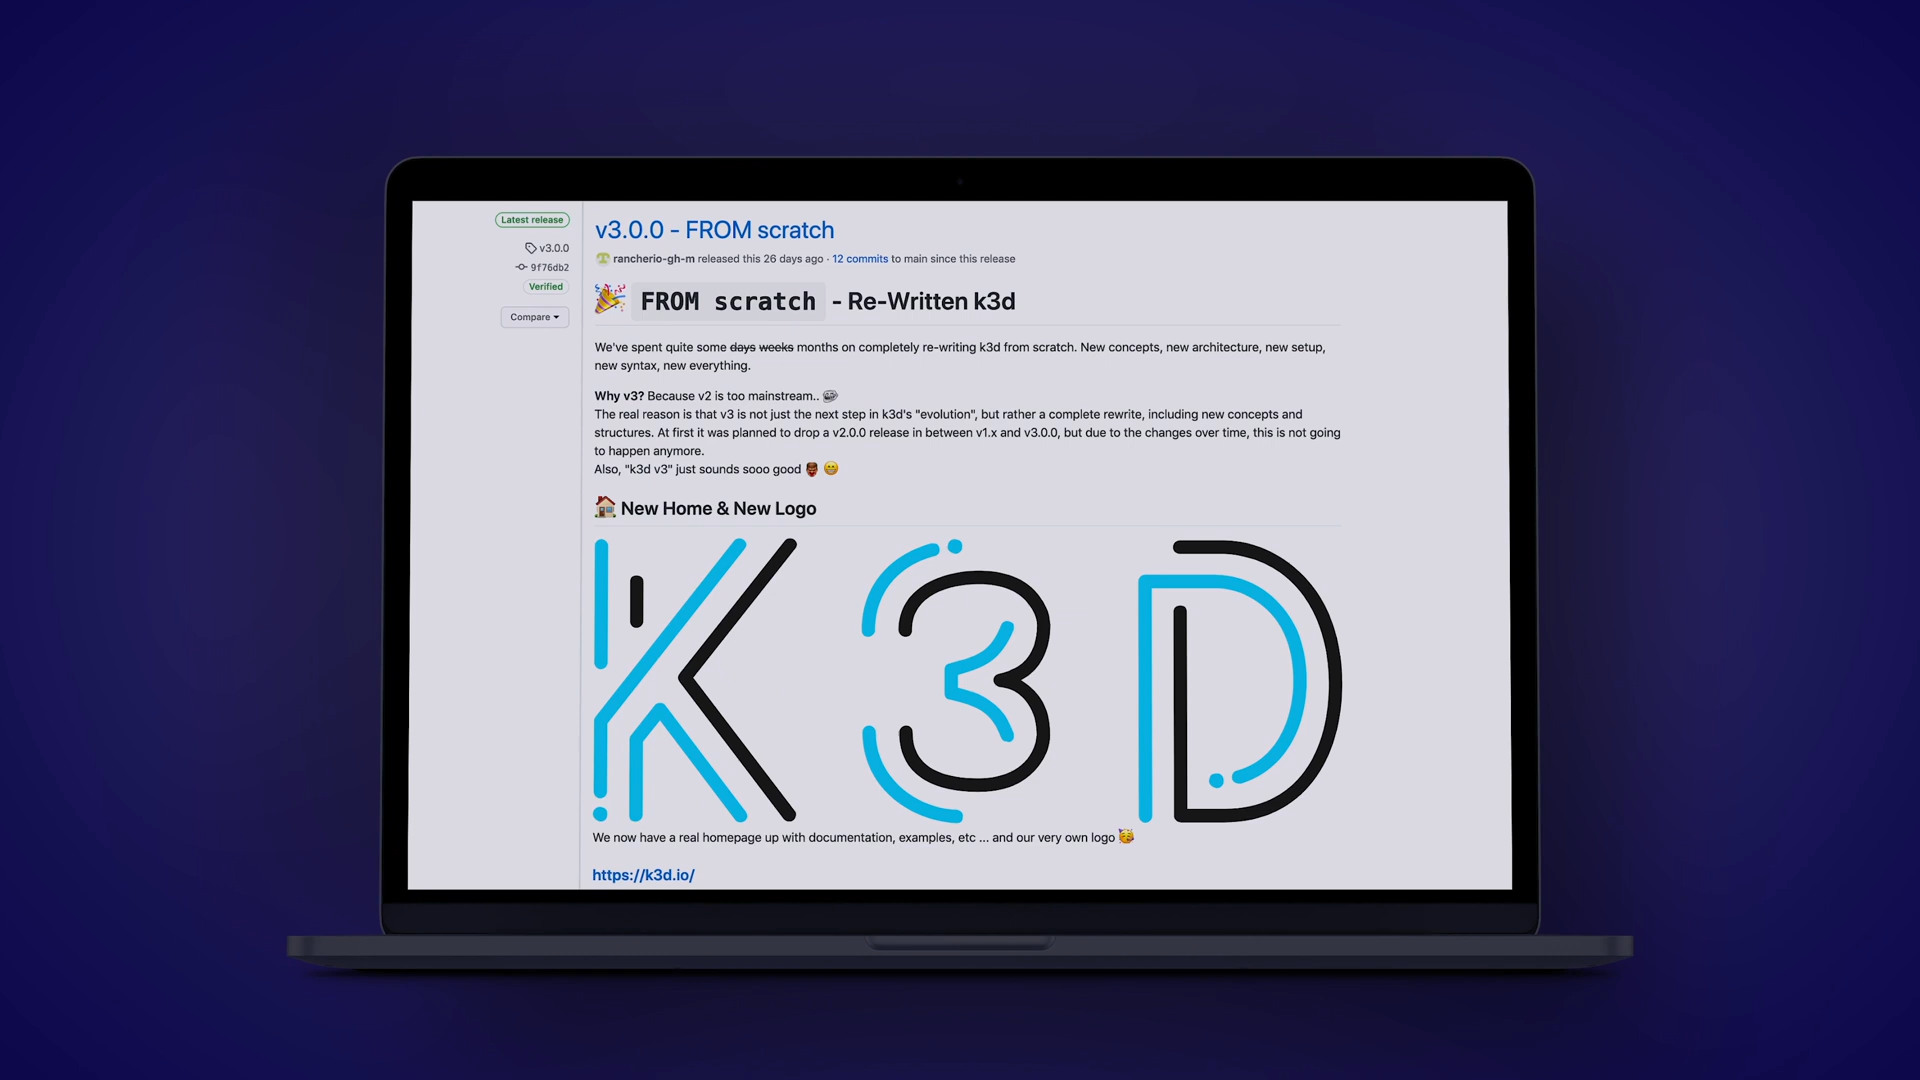 Latest release
v3.0.0
9f76db2
Verified
Compare
v3.0.0 - FROM scratch
rancherio-gh-m released this 26 days ago · 12 commits to main since this release
🎉 FROM scratch - Re-Written k3d
We've spent quite some days weeks months on completely re-writing k3d from scratch. New concepts, new architecture, new setup,
new syntax, new everything.
Why v3? Because v2 is too mainstream..
The real reason is that v3 is not just the next step in k3d's "evolution", but rather a complete rewrite, including new concepts and
structures. At first it was planned to drop a v2.0.0 release in between v1.x and v3.0.0, but due to the changes over time, this is not going
to happen anymore.
Also, "k3d v3" just sounds sooo good 👹 😁
🏠 New Home & New Logo
K3D
We now have a real homepage up with documentation, examples, etc ... and our very own logo 🥳
https://k3d.io/